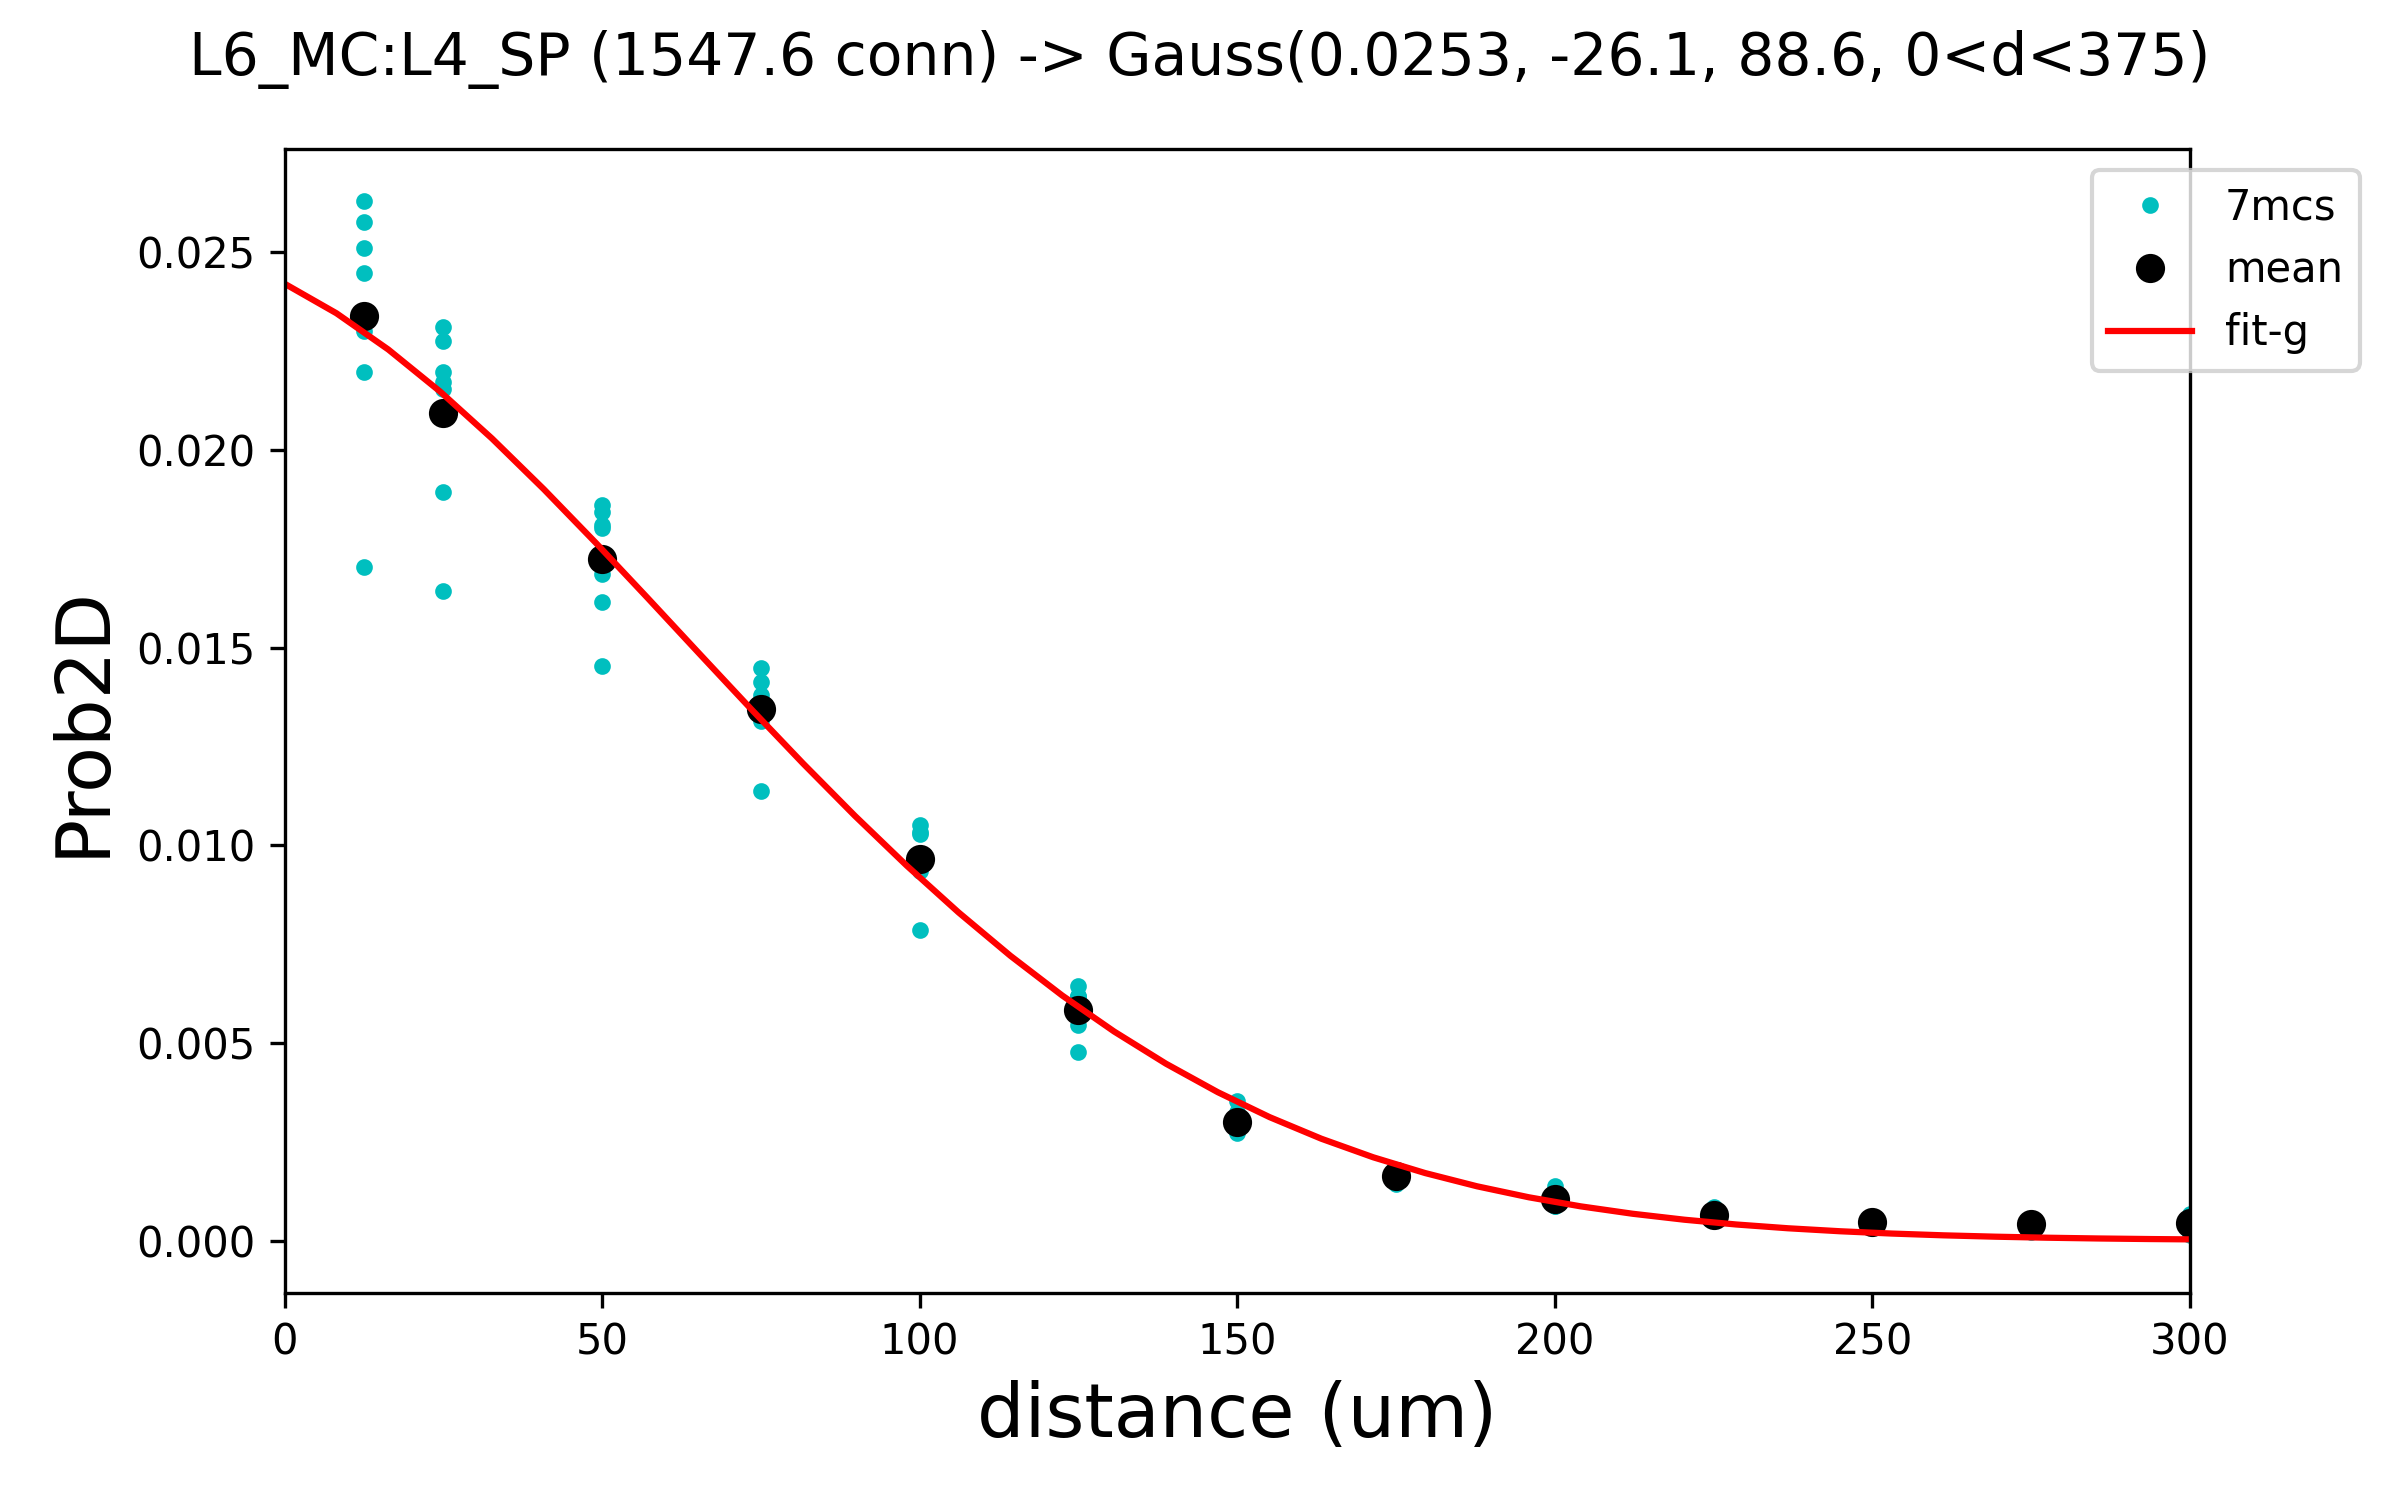 L6_MC:L4_SP (1547.6 conn) -> Gauss(0.0253, -26.1, 88.6, 0<d<375)
7mcs
mean
fit-g
Prob2D
0.025
0.020
0.015
0.010
0.005
0.000
0 50 100 150 200 250 300
distance (um)